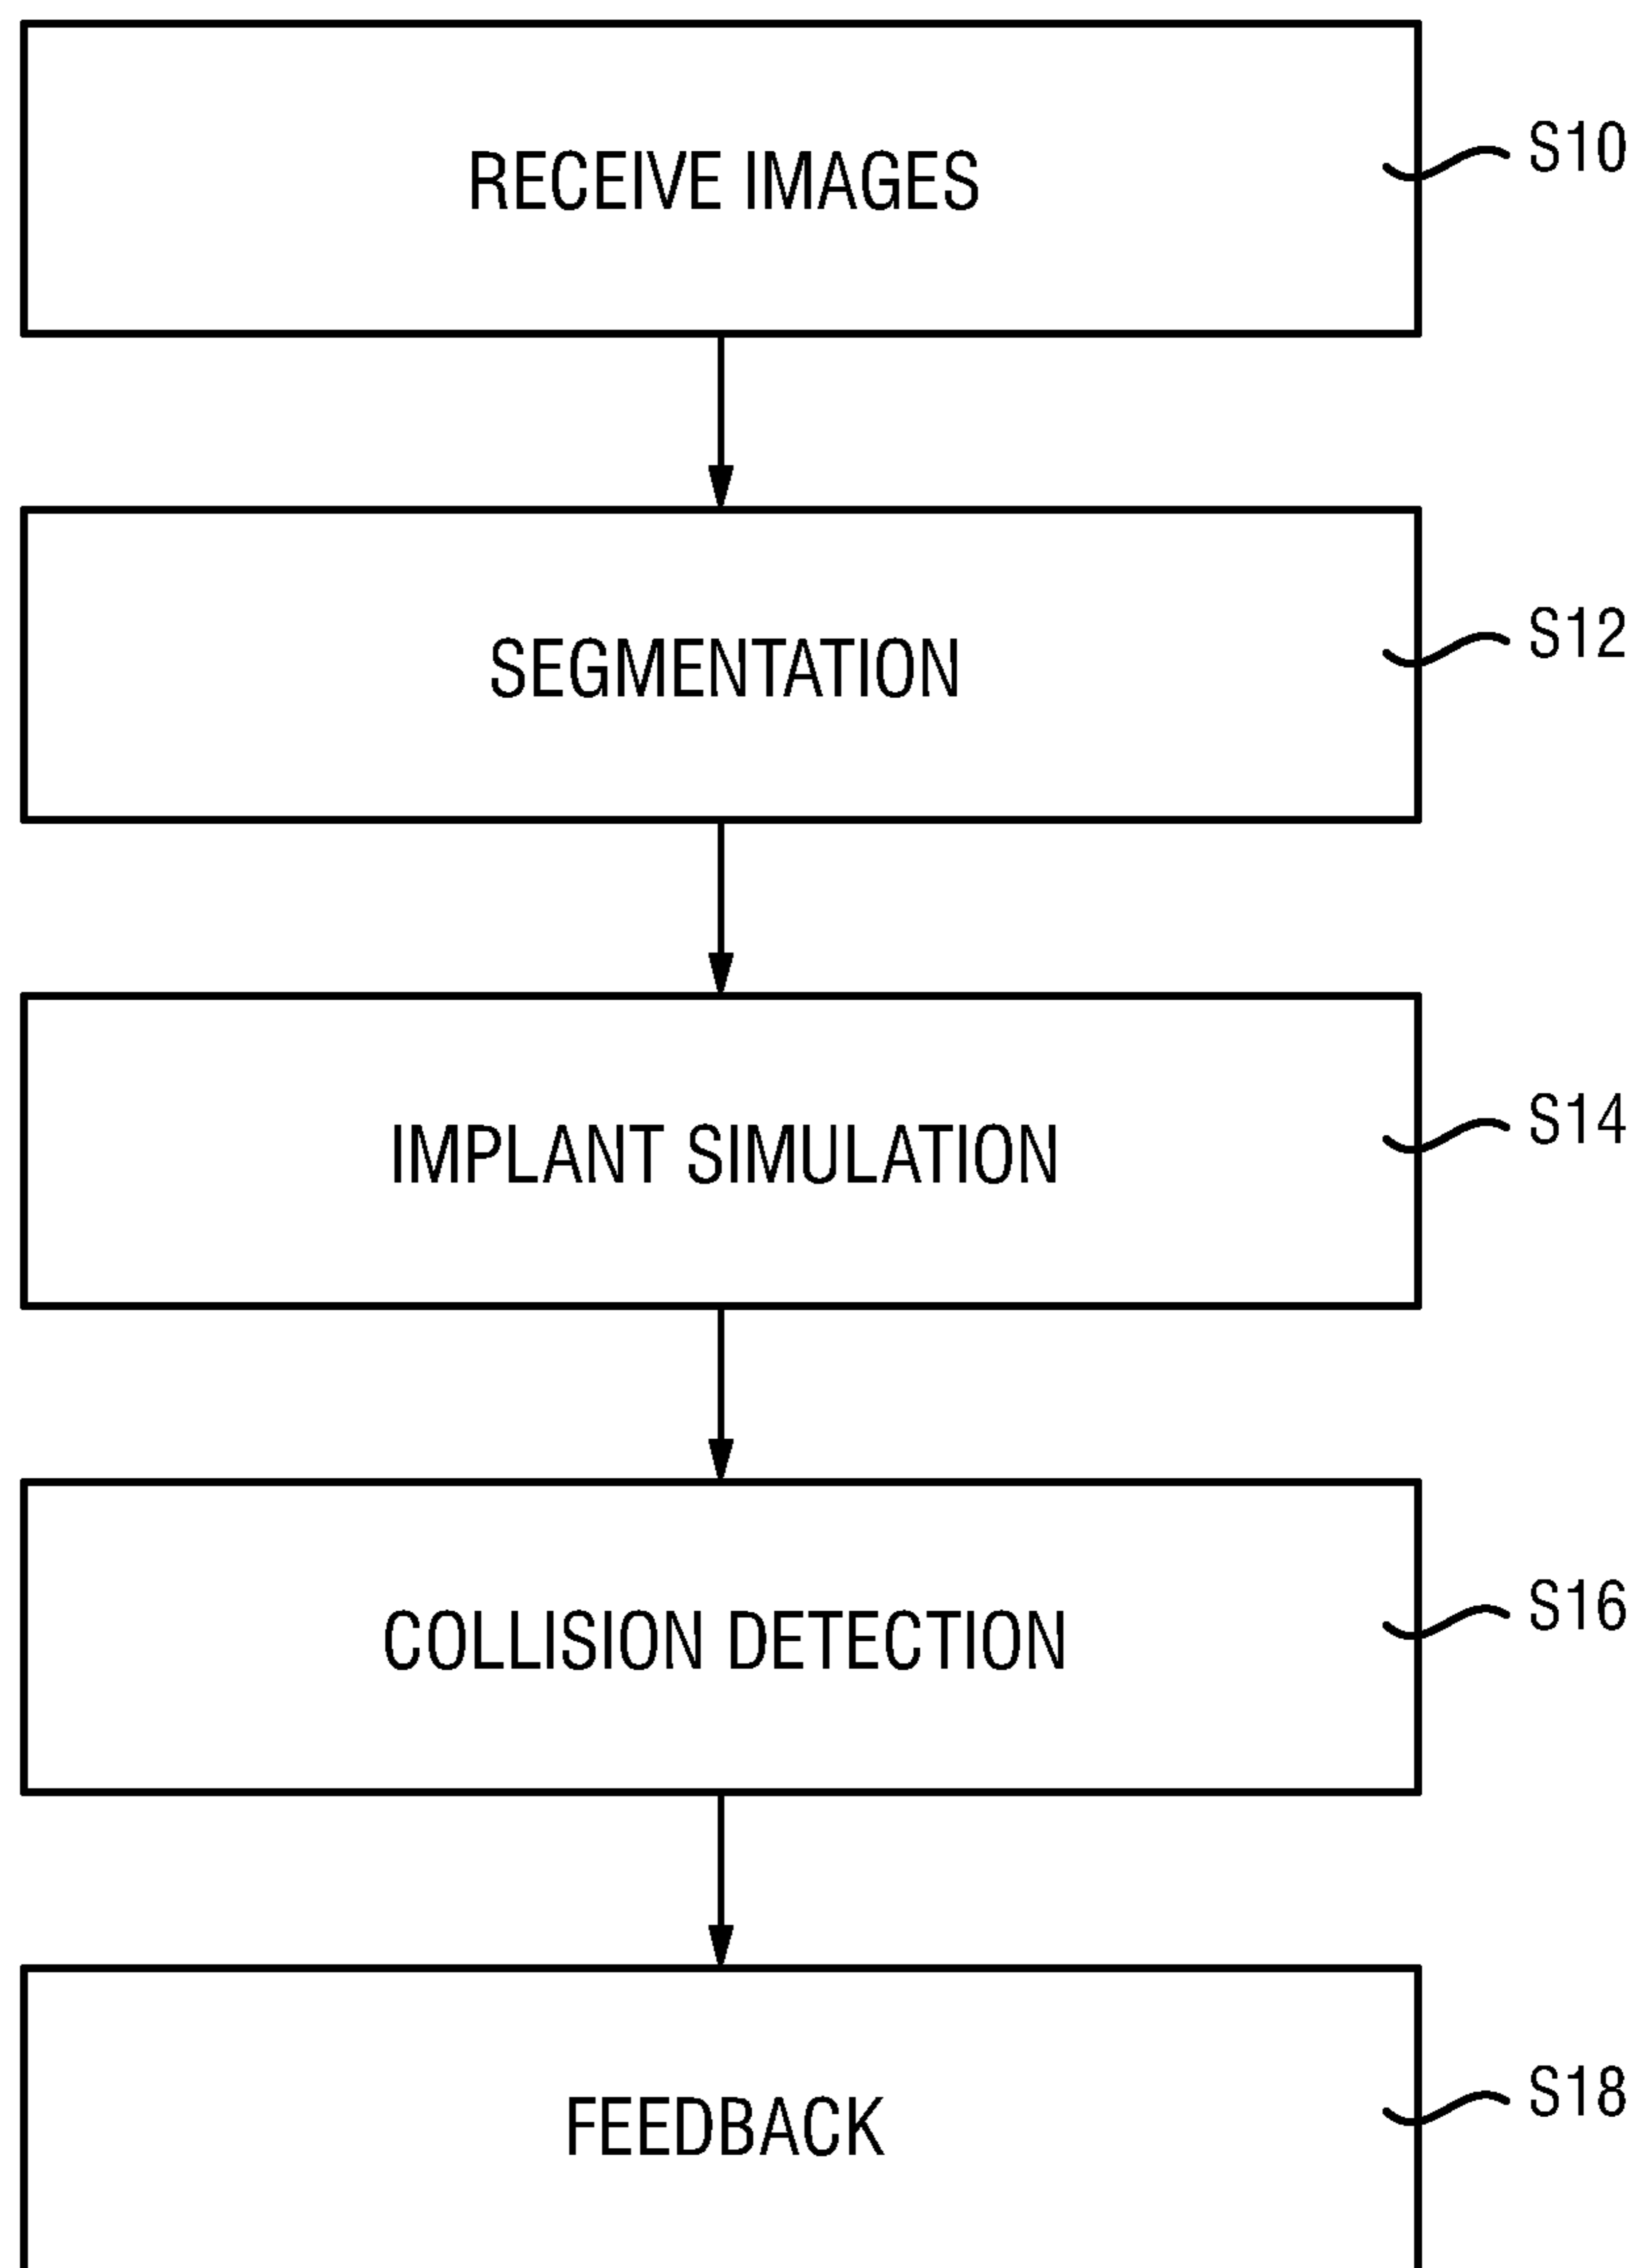 RECEIVE IMAGES
S10
SEGMENTATION
S12
IMPLANT SIMULATION
S14
COLLISION DETECTION
S16
FEEDBACK
S18